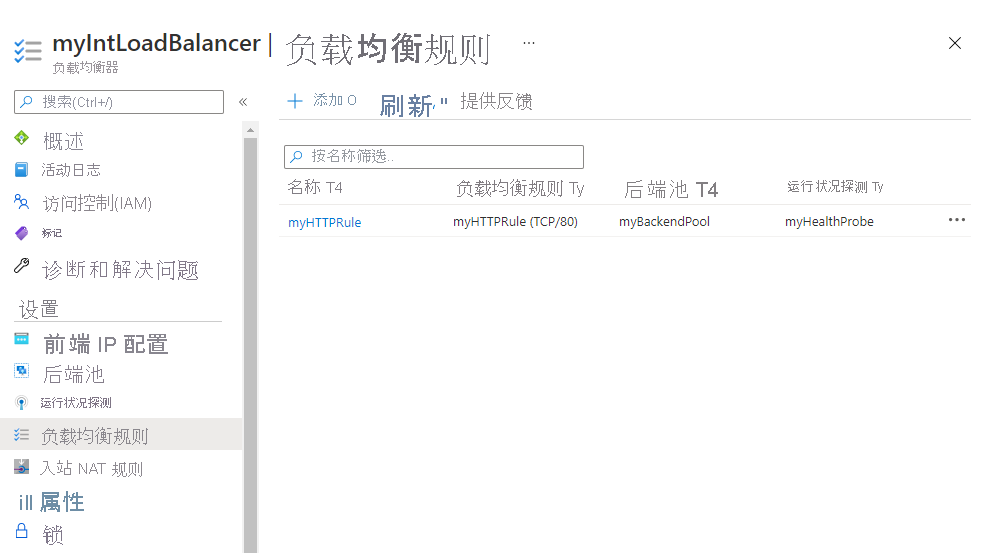 myIntLoadBalancer | 负载均衡规则 ...
负载均衡器
搜索(Ctrl+/) «
概述
活动日志
访问控制(IAM)
标记
诊断和解决问题
设置
前端 IP 配置
后端池
运行状况探测
负载均衡规则
入站 NAT 规则
ill 属性
锁
添加 O 刷新·" 提供反馈
按名称筛选..
名称 T4 负载均衡规则 Ty 后端池 T4 运行状况探测 Ty
myHTTPRule myHTTPRule (TCP/80) myBackendPool myHealthProbe ...